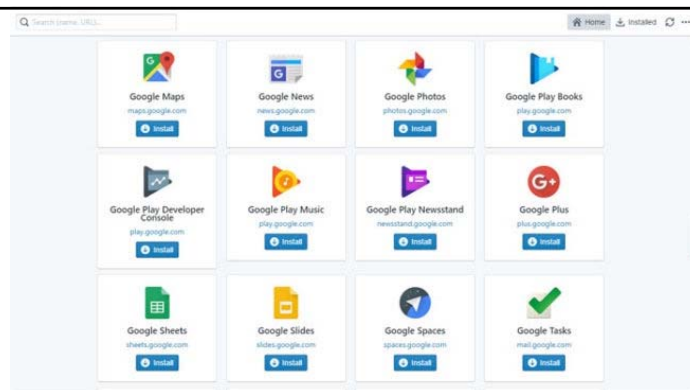 Search (name, URL)...
Home
Installed
Google Maps
maps.google.com
Install
Google News
news.google.com
Install
Google Photos
photos.google.com
Install
Google Play Books
play.google.com
Install
Google Play Developer
Console
play.google.com
Install
Google Play Music
play.google.com
Install
Google Play Newsstand
newsstand.google.com
Install
Google Plus
plus.google.com
Install
Google Sheets
sheets.google.com
Install
Google Slides
slides.google.com
Install
Google Spaces
spaces.google.com
Install
Google Tasks
mail.google.com
Install